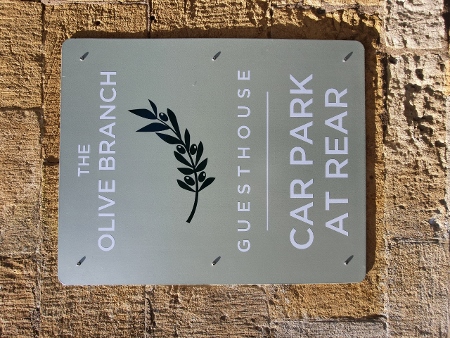 THE
OLIVE BRANCH
GUESTHOUSE
CAR PARK
AT REAR